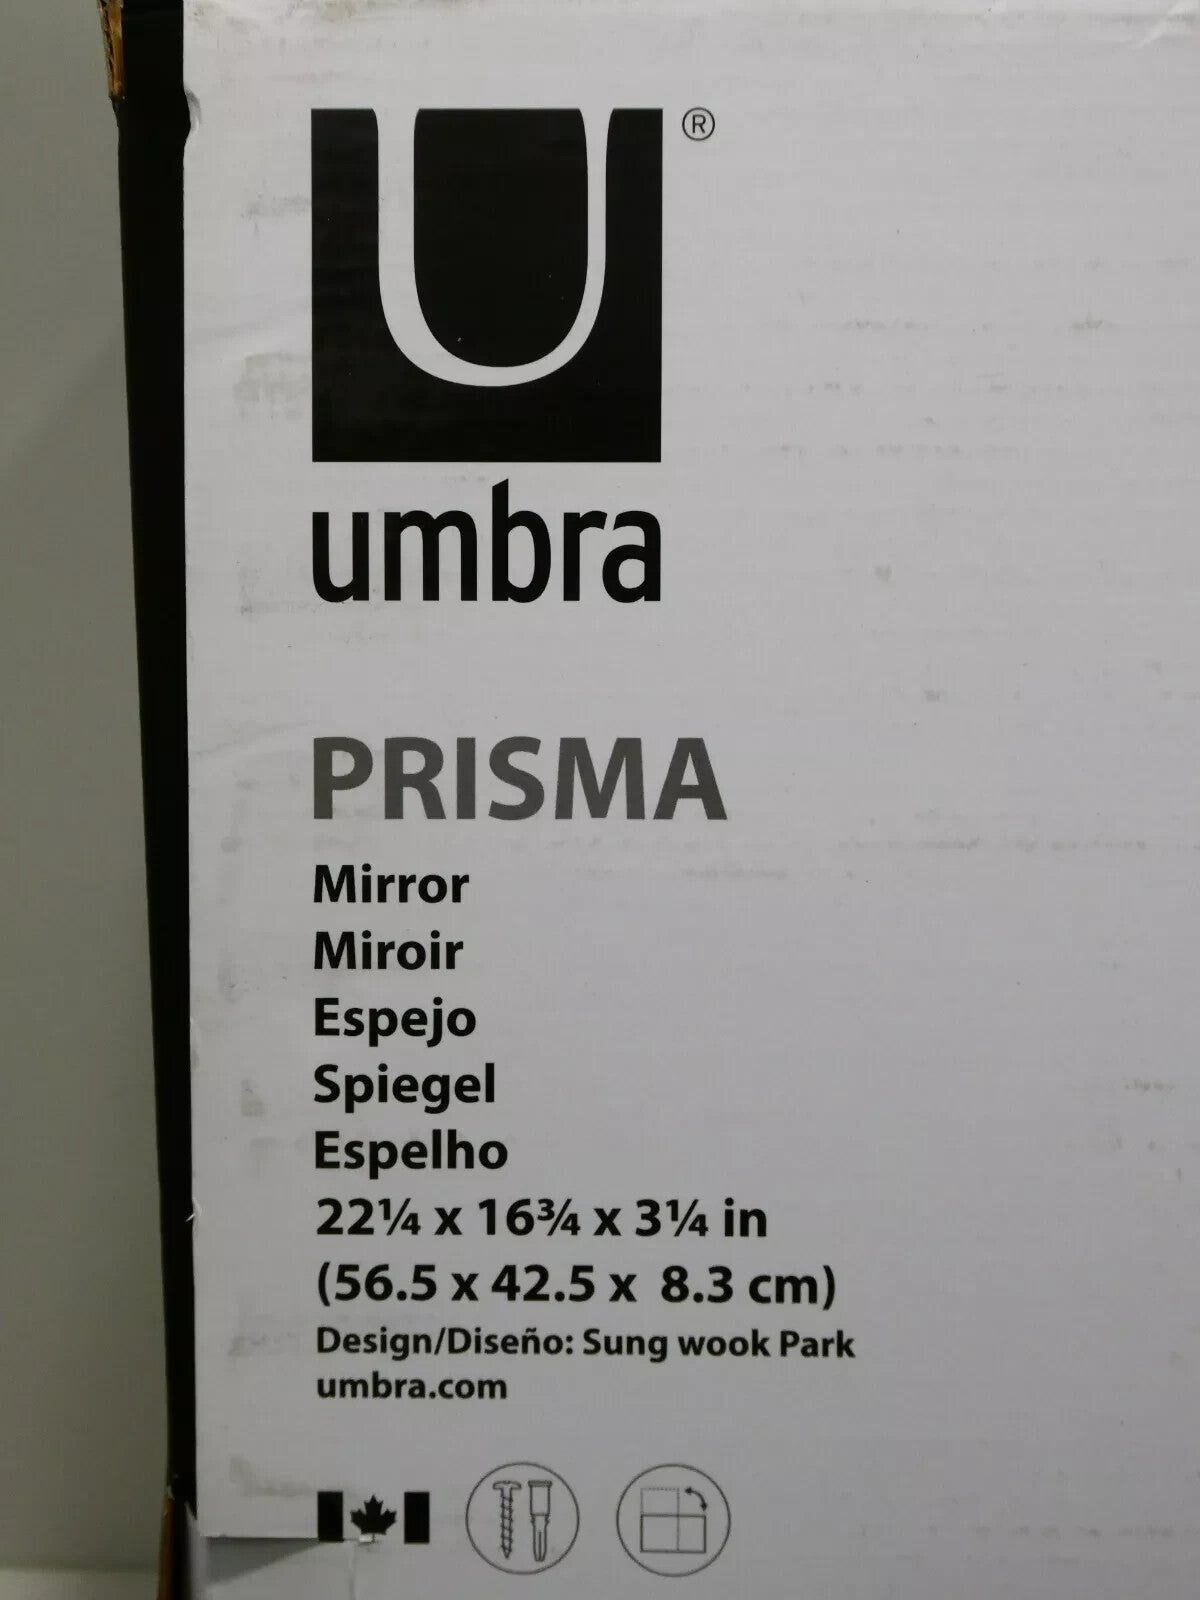 ®
umbra
PRISMA
Mirror
Miroir
Espejo
Spiegel
Espelho
22¼ x 16¾ x 3¼ in
(56.5 x 42.5 x 8.3 cm)
Design/Diseño: Sung wook Park
umbra.com